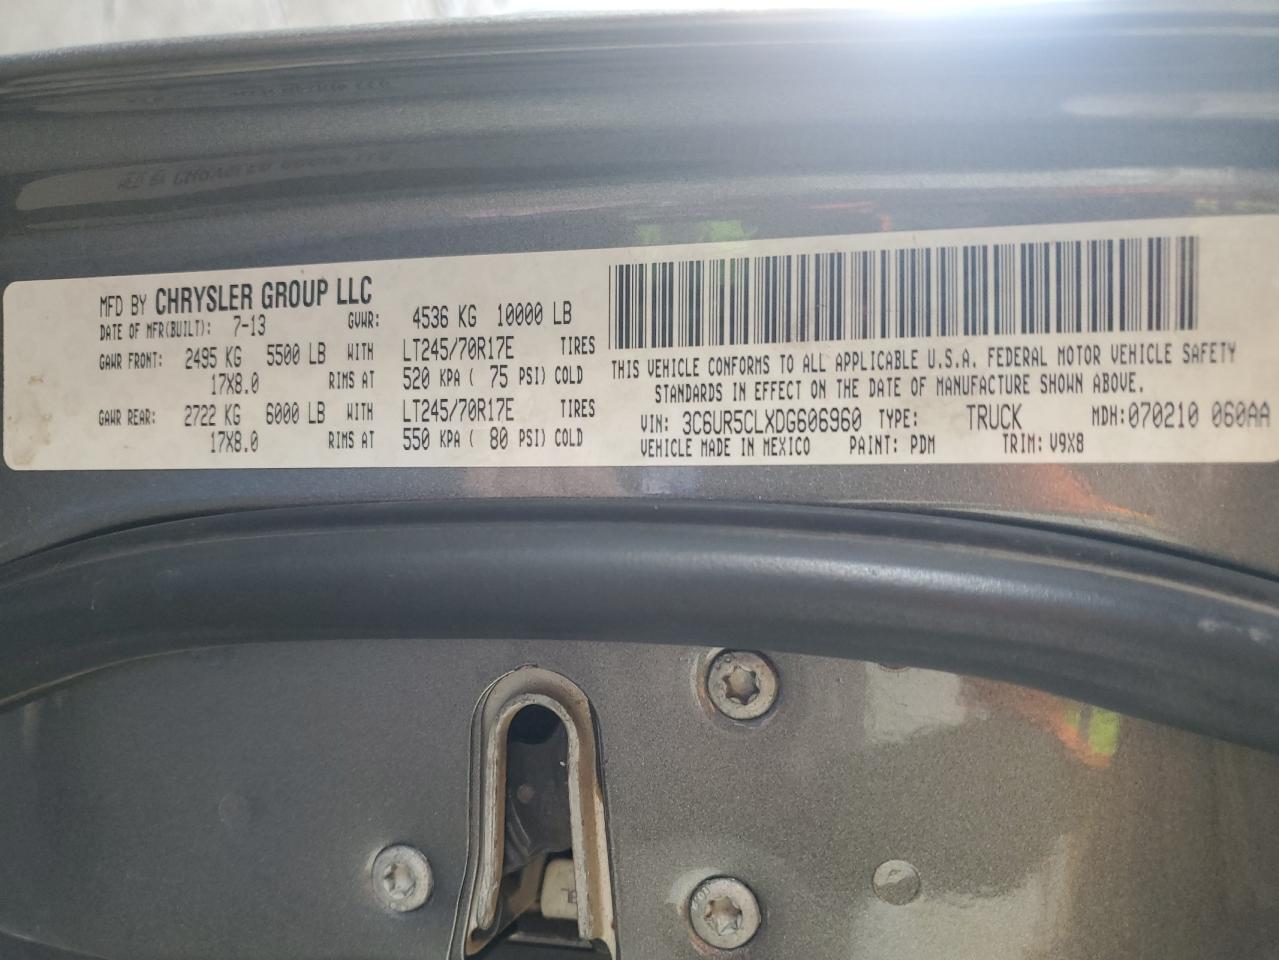 MFD BY CHRYSLER GROUP LLC
DATE OF MFR(BUILT): 7-13 GVWR: 4536 KG 10000 LB
GAWR FRONT: 2495 KG 5500 LB WITH LT245/70R17E TIRES
17X8.0 RIMS AT 520 KPA ( 75 PSI) COLD
GAWR REAR: 2722 KG 6000 LB WITH LT245/70R17E TIRES
17X8.0 RIMS AT 550 KPA ( 80 PSI) COLD
THIS VEHICLE CONFORMS TO ALL APPLICABLE U.S.A. FEDERAL MOTOR VEHICLE SAFETY
STANDARDS IN EFFECT ON THE DATE OF MANUFACTURE SHOWN ABOVE.
VIN: 3C6UR5CLXDG606960 TYPE: TRUCK MDH:070210 060AA
VEHICLE MADE IN MEXICO PAINT: PDM TRIM: V9X8